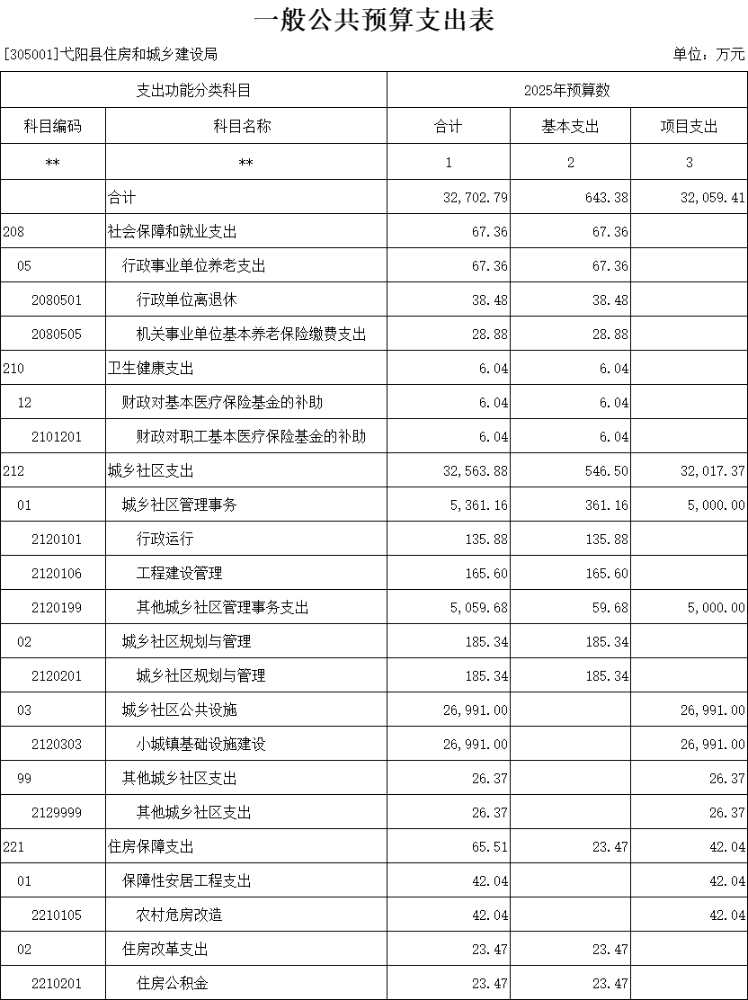 一般公共预算支出表
[305001]弋阳县住房和城乡建设局 单位：万元
支出功能分类科目 2025年预算数
科目编码 科目名称 合计 基本支出 项目支出
** ** 1 2 3
合计 32,702.79 643.38 32,059.41
208 社会保障和就业支出 67.36 67.36
05 行政事业单位养老支出 67.36 67.36
2080501 行政单位离退休 38.48 38.48
2080505 机关事业单位基本养老保险缴费支出 28.88 28.88
210 卫生健康支出 6.04 6.04
12 财政对基本医疗保险基金的补助 6.04 6.04
2101201 财政对职工基本医疗保险基金的补助 6.04 6.04
212 城乡社区支出 32,563.88 546.50 32,017.37
01 城乡社区管理事务 5,361.16 361.16 5,000.00
2120101 行政运行 135.88 135.88
2120106 工程建设管理 165.60 165.60
2120199 其他城乡社区管理事务支出 5,059.68 59.68 5,000.00
02 城乡社区规划与管理 185.34 185.34
2120201 城乡社区规划与管理 185.34 185.34
03 城乡社区公共设施 26,991.00 26,991.00
2120303 小城镇基础设施建设 26,991.00 26,991.00
99 其他城乡社区支出 26.37 26.37
2129999 其他城乡社区支出 26.37 26.37
221 住房保障支出 65.51 23.47 42.04
01 保障性安居工程支出 42.04 42.04
2210105 农村危房改造 42.04 42.04
02 住房改革支出 23.47 23.47
2210201 住房公积金 23.47 23.47